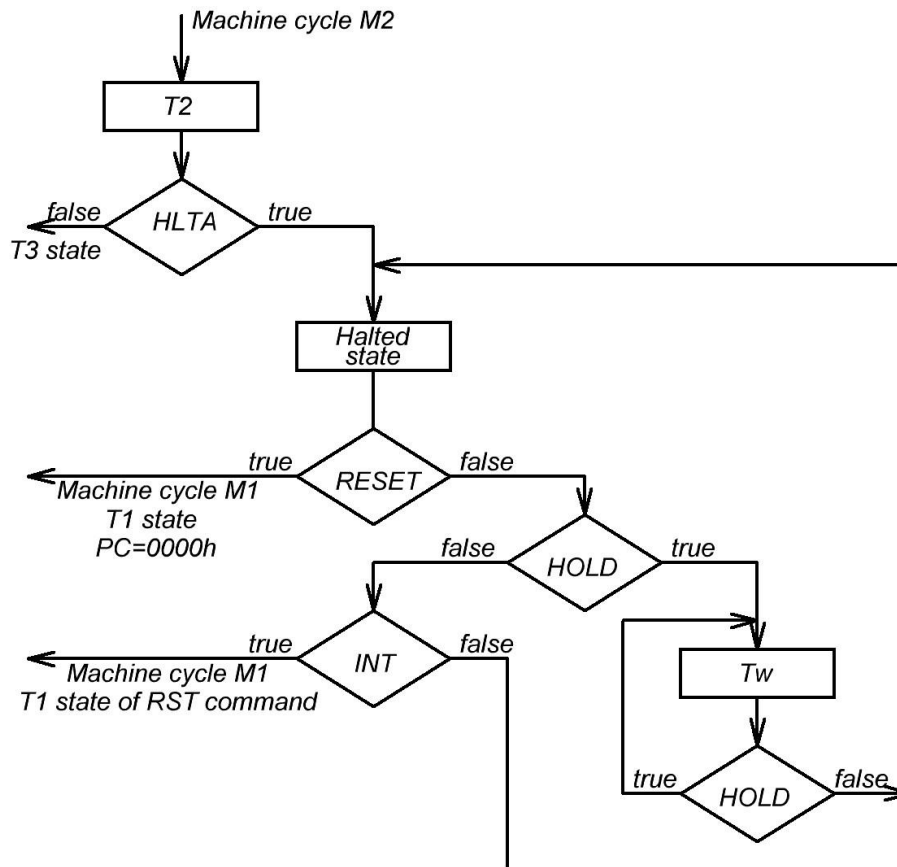 Machine cycle M2
T2
false
HLTA
true
T3 state
Halted
state
true
RESET
false
Machine cycle M1
T1 state
PC=0000h
false
HOLD
true
true
INT
false
Machine cycle M1
T1 state of RST command
Tw
true
HOLD
false